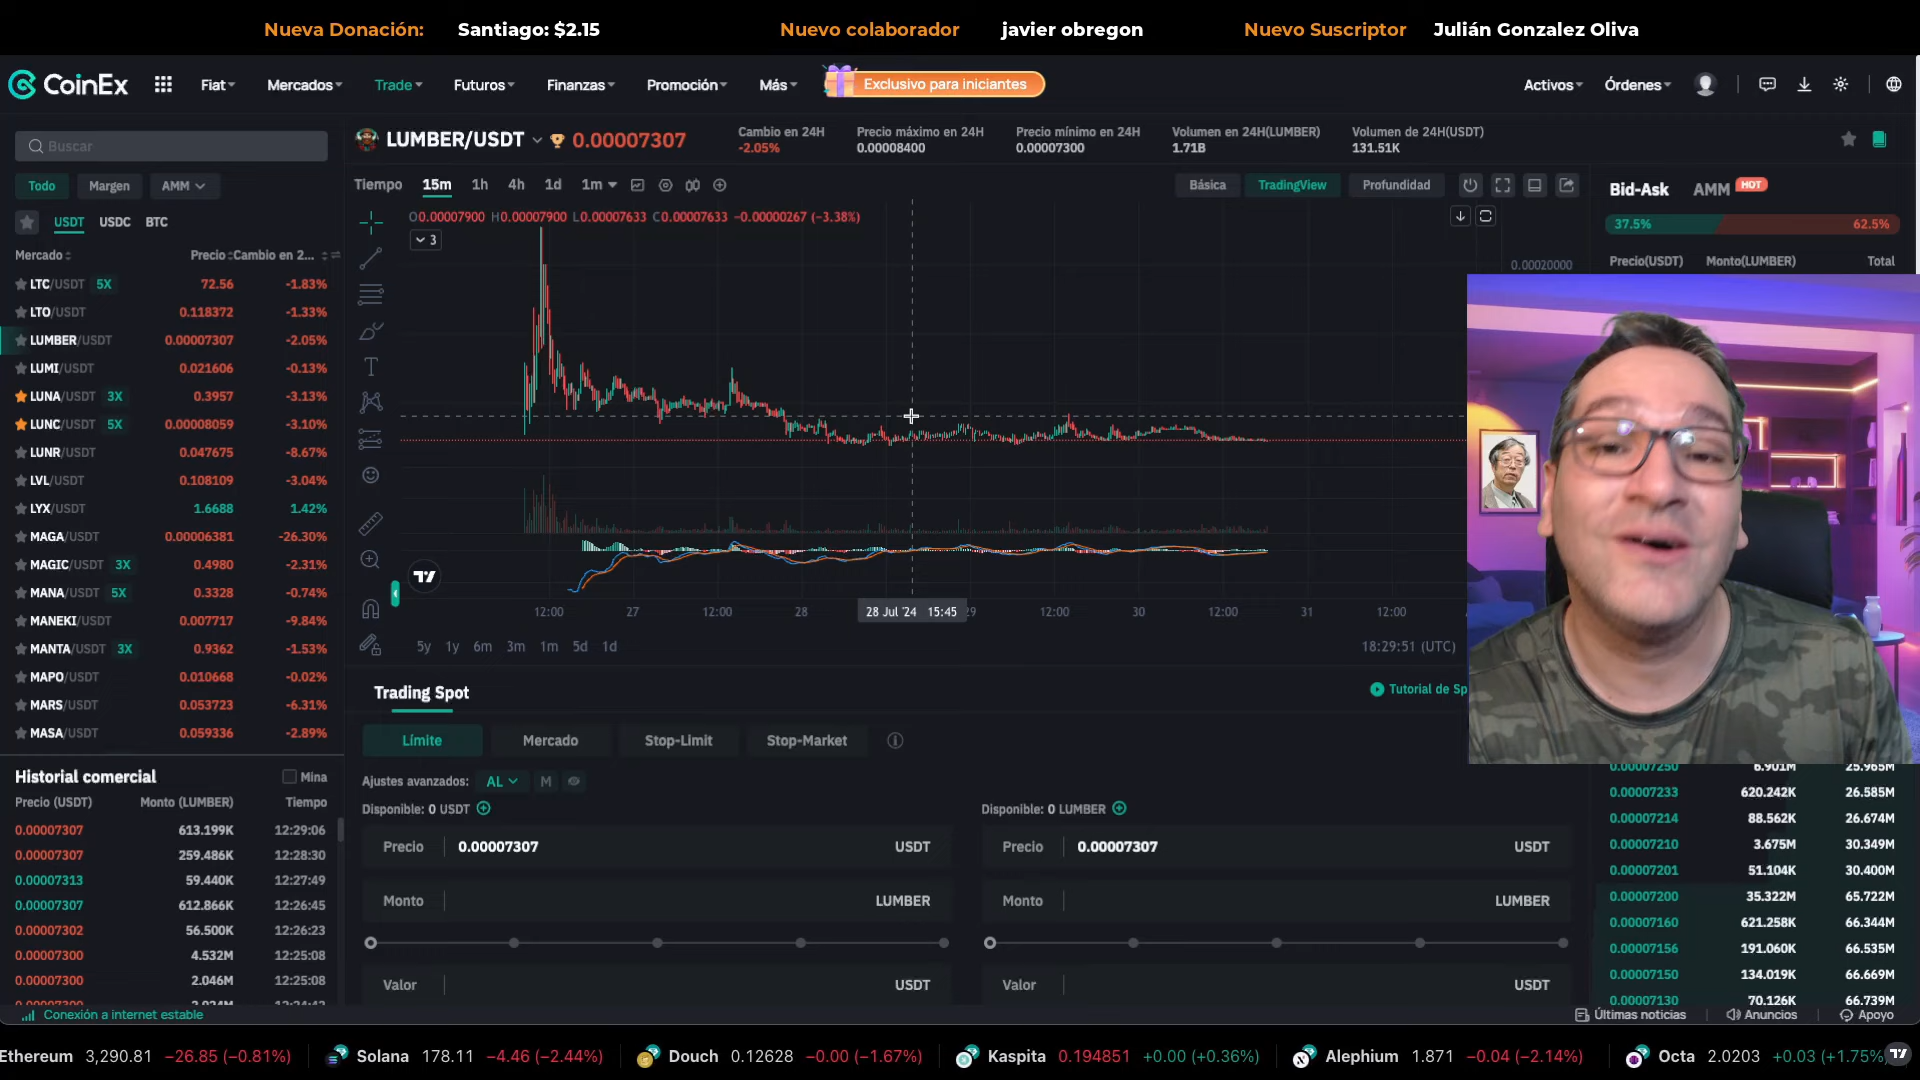 Nueva Donación: Santiago: $2.15 Nuevo colaborador javier obregon Nuevo Suscriptor Julián Gonzalez Oliva
CoinEx Fiat Mercados Trade Futuros Finanzas Promoción Más Exclusivo para iniciantes Activos Órdenes
Buscar
Todo Margen AMM
USDT USDC BTC
Mercado Precio Cambio en 2...
LTC/USDT 5X 72.56 -1.83%
LTO/USDT 0.118372 -1.33%
LUMBER/USDT 0.00007307 -2.05%
LUMI/USDT 0.021606 -0.13%
LUNA/USDT 3X 0.3957 -3.13%
LUNC/USDT 5X 0.00008059 -3.10%
LUNR/USDT 0.047675 -8.67%
LVL/USDT 0.108109 -3.04%
LYX/USDT 1.6688 1.42%
MAGA/USDT 0.00006381 -26.30%
MAGIC/USDT 3X 0.4980 -2.31%
MANA/USDT 5X 0.3328 -0.74%
MANEKI/USDT 0.007717 -9.84%
MANTA/USDT 3X 0.9362 -1.53%
MAPO/USDT 0.010668 -0.02%
MARS/USDT 0.053723 -6.31%
MASA/USDT 0.059336 -2.89%
Historial comercial Mina
Precio (USDT) Monto (LUMBER) Tiempo
0.00007307 613.199K 12:29:06
0.00007307 259.486K 12:28:30
0.00007313 59.440K 12:27:49
0.00007307 612.866K 12:26:45
0.00007302 56.500K 12:26:23
0.00007300 4.532M 12:25:08
0.00007300 2.046M 12:25:08
Conexión a internet estable
LUMBER/USDT 0.00007307
Cambio en 24H
-2.05%
Precio máximo en 24H
0.00008400
Precio mínimo en 24H
0.00007300
Volumen en 24H(LUMBER)
1.71B
Volumen de 24H(USDT)
131.51K
Tiempo 15m 1h 4h 1d 1m Básica TradingView Profundidad
O0.00007900 H0.00007900 L0.00007633 C0.00007633 −0.00000267 (−3.38%)
3
0.00020000
12:00 27 12:00 28 28 Jul '24 15:45 29 12:00 30 12:00 31 12:00
5y 1y 6m 3m 1m 5d 1d 18:29:51 (UTC)
Trading Spot Tutorial de Sp
Límite Mercado Stop-Limit Stop-Market
Ajustes avanzados: AL M
Disponible: 0 USDT Disponible: 0 LUMBER
Precio 0.00007307 USDT Precio 0.00007307 USDT
Monto LUMBER Monto LUMBER
Valor USDT Valor USDT
Bid-Ask AMM HOT
37.5% 62.5%
Precio(USDT) Monto(LUMBER) Total
0.00007250 6.901M 25.965M
0.00007233 620.242K 26.585M
0.00007214 88.562K 26.674M
0.00007210 3.675M 30.349M
0.00007201 51.104K 30.400M
0.00007200 35.322M 65.722M
0.00007160 621.258K 66.344M
0.00007156 191.060K 66.535M
0.00007150 134.019K 66.669M
0.00007130 70.126K 66.739M
Últimas noticias Anuncios Apoyo
Ethereum 3,290.81 −26.85 (−0.81%) Solana 178.11 −4.46 (−2.44%) Douch 0.12628 −0.00 (−1.67%) Kaspita 0.194851 +0.00 (+0.36%) Alephium 1.871 −0.04 (−2.14%) Octa 2.0203 +0.03 (+1.75%)